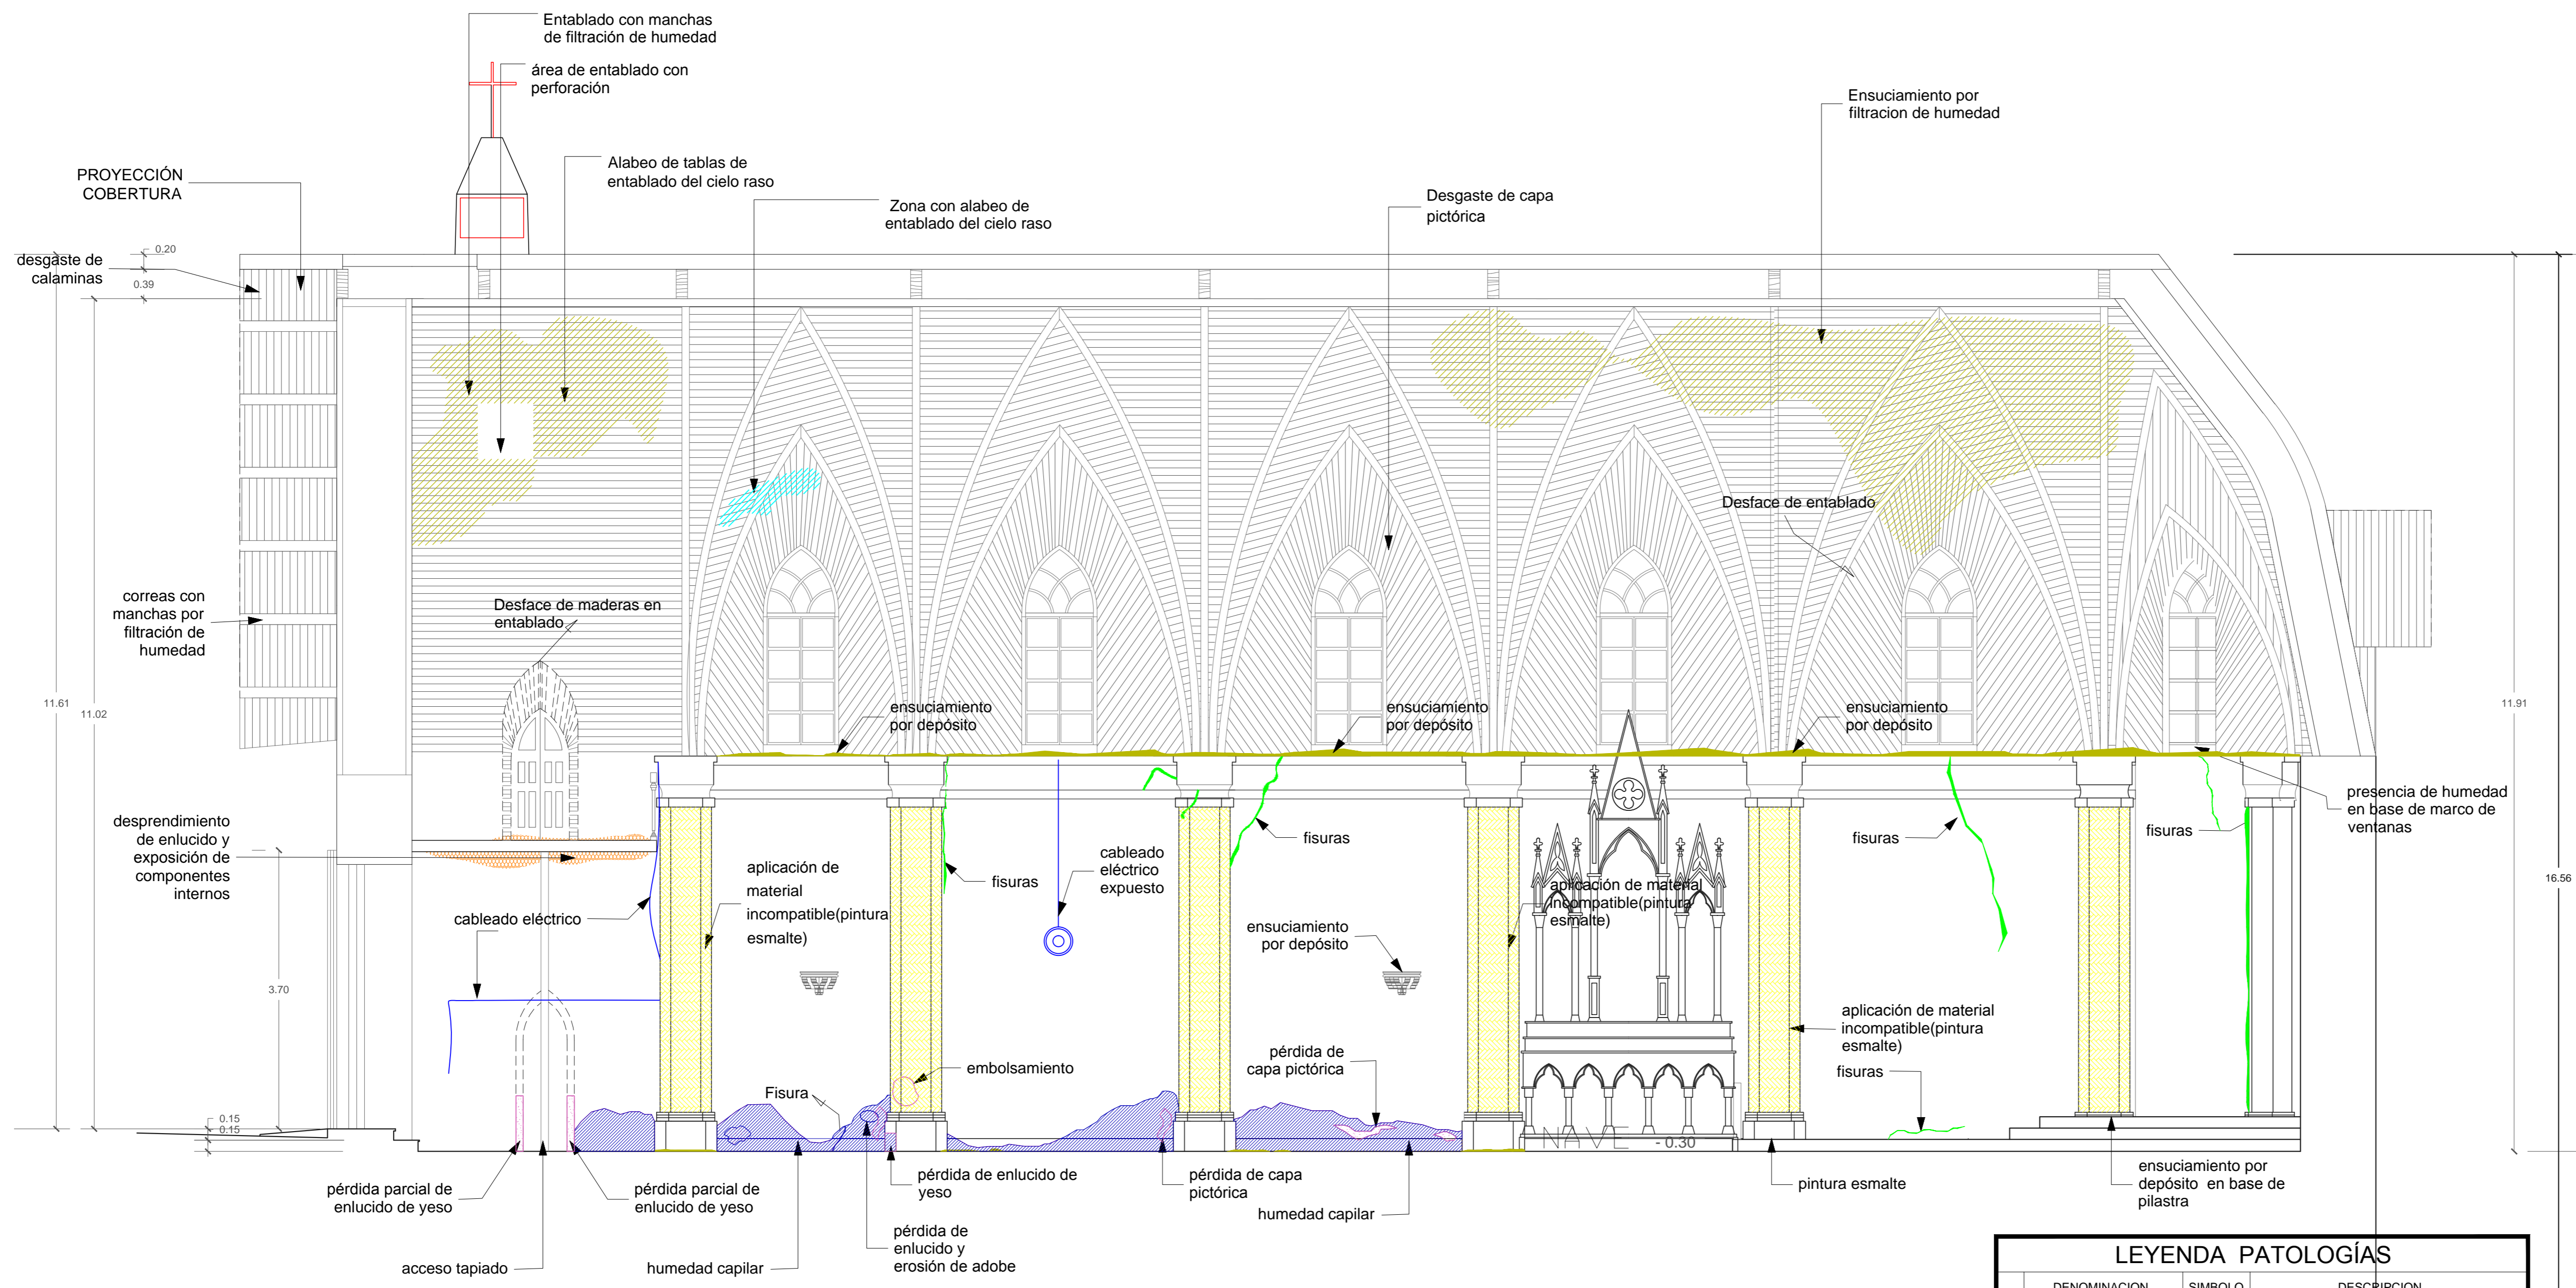 Entablado con manchas
de filtración de humedad
área de entablado con
perforación
Ensuciamiento por
filtracion de humedad
PROYECCIÓN
COBERTURA
Alabeo de tablas de
entablado del cielo raso
Zona con alabeo de
entablado del cielo raso
Desgaste de capa
pictórica
desgaste de
calaminas
0.20
0.39
Desface de entablado
correas con
manchas por
filtración de
humedad
Desface de maderas en
entablado
11.61
11.02
11.91
16.56
ensuciamiento
por depósito
ensuciamiento
por depósito
ensuciamiento
por depósito
presencia de humedad
en base de marco de
ventanas
desprendimiento
de enlucido y
exposición de
componentes
internos
fisuras
fisuras
fisuras
fisuras
cableado
eléctrico
expuesto
aplicación de
material
incompatible(pintura
esmalte)
aplicación de material
incompatible(pintura
esmalte)
cableado eléctrico
ensuciamiento
por depósito
3.70
aplicación de material
incompatible(pintura
esmalte)
pérdida de
capa pictórica
embolsamiento
fisuras
Fisura
0.15
0.15
NAVE - 0.30
pérdida parcial de
enlucido de yeso
pérdida parcial de
enlucido de yeso
pérdida de enlucido de
yeso
pérdida de capa
pictórica
pintura esmalte
ensuciamiento por
depósito en base de
pilastra
humedad capilar
pérdida de
enlucido y
erosión de adobe
acceso tapiado
humedad capilar
LEYENDA PATOLOGÍAS
DENOMINACION SIMBOLO DESCRIPCION